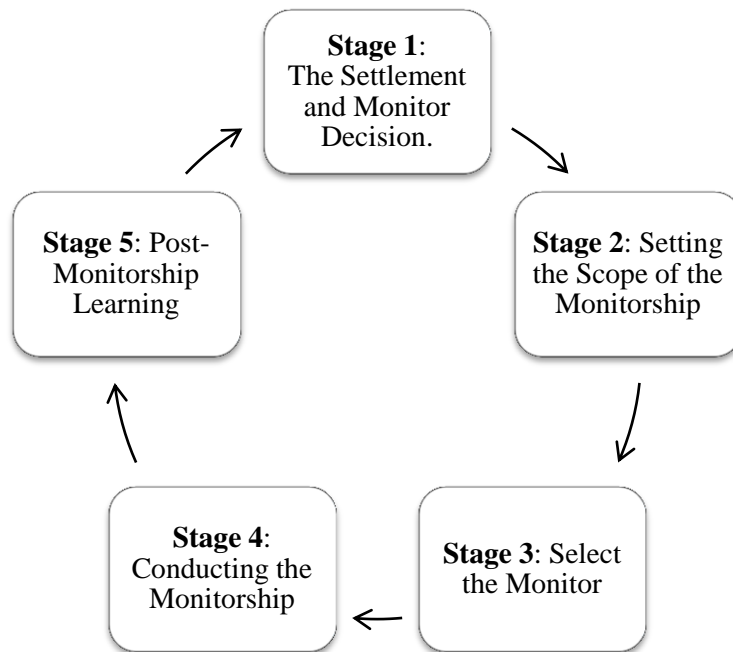 Stage 1:
The Settlement
and Monitor
Decision.
Stage 2: Setting
the Scope of the
Monitorship
Stage 3: Select
the Monitor
Stage 4:
Conducting the
Monitorship
Stage 5: Post-
Monitorship
Learning